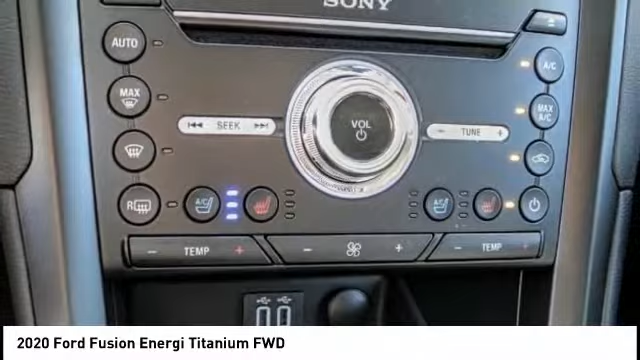 SONY
AUTO
A/C
MAX
MAX A/C
SEEK
VOL
TUNE
R
A/C
A/C
− TEMP +
− +
− TEMP +
2020 Ford Fusion Energi Titanium FWD